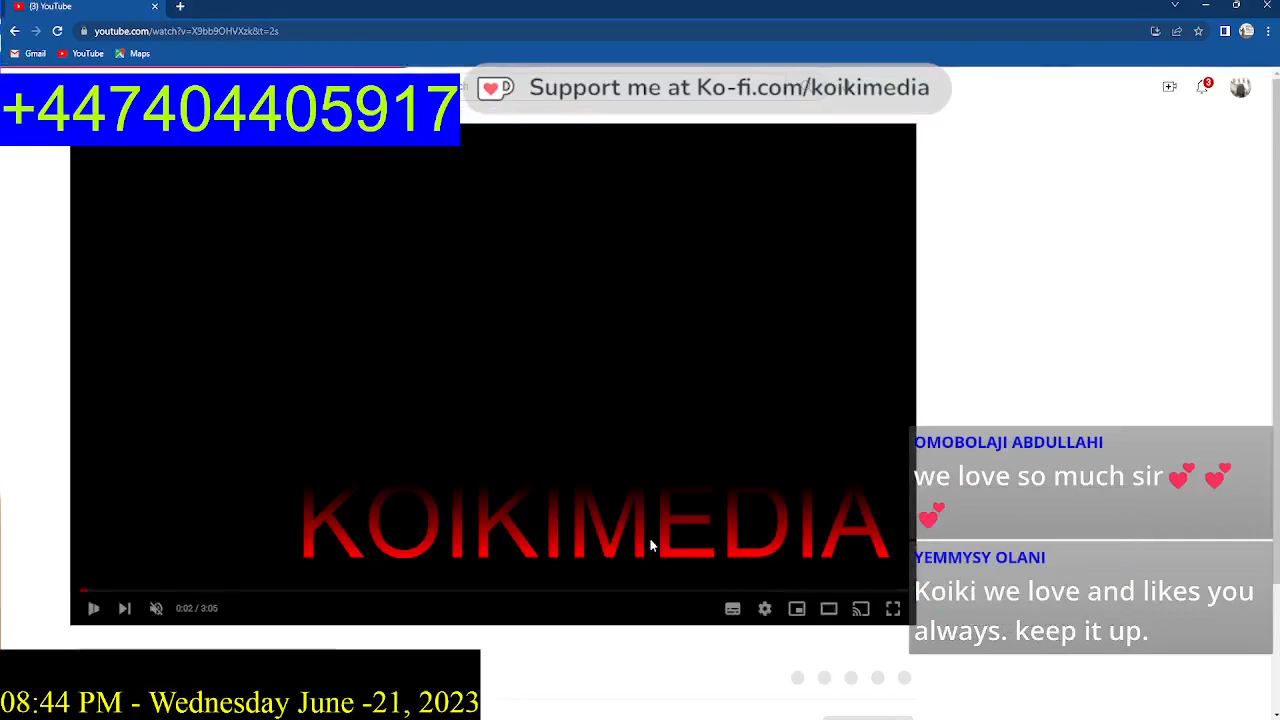 (3) YouTube
youtube.com/watch?v=X9bb9OHVXzk&t=2s
Gmail YouTube Maps
Support me at Ko-fi.com/koikimedia
3
+447404405917
OMOBOLAJI ABDULLAHI
we love so much sir💕 💕
💕
KOIKIMEDIA
YEMMYSY OLANI
Koiki we love and likes you
always. keep it up.
0:02 / 3:05
08:44 PM - Wednesday June -21, 2023